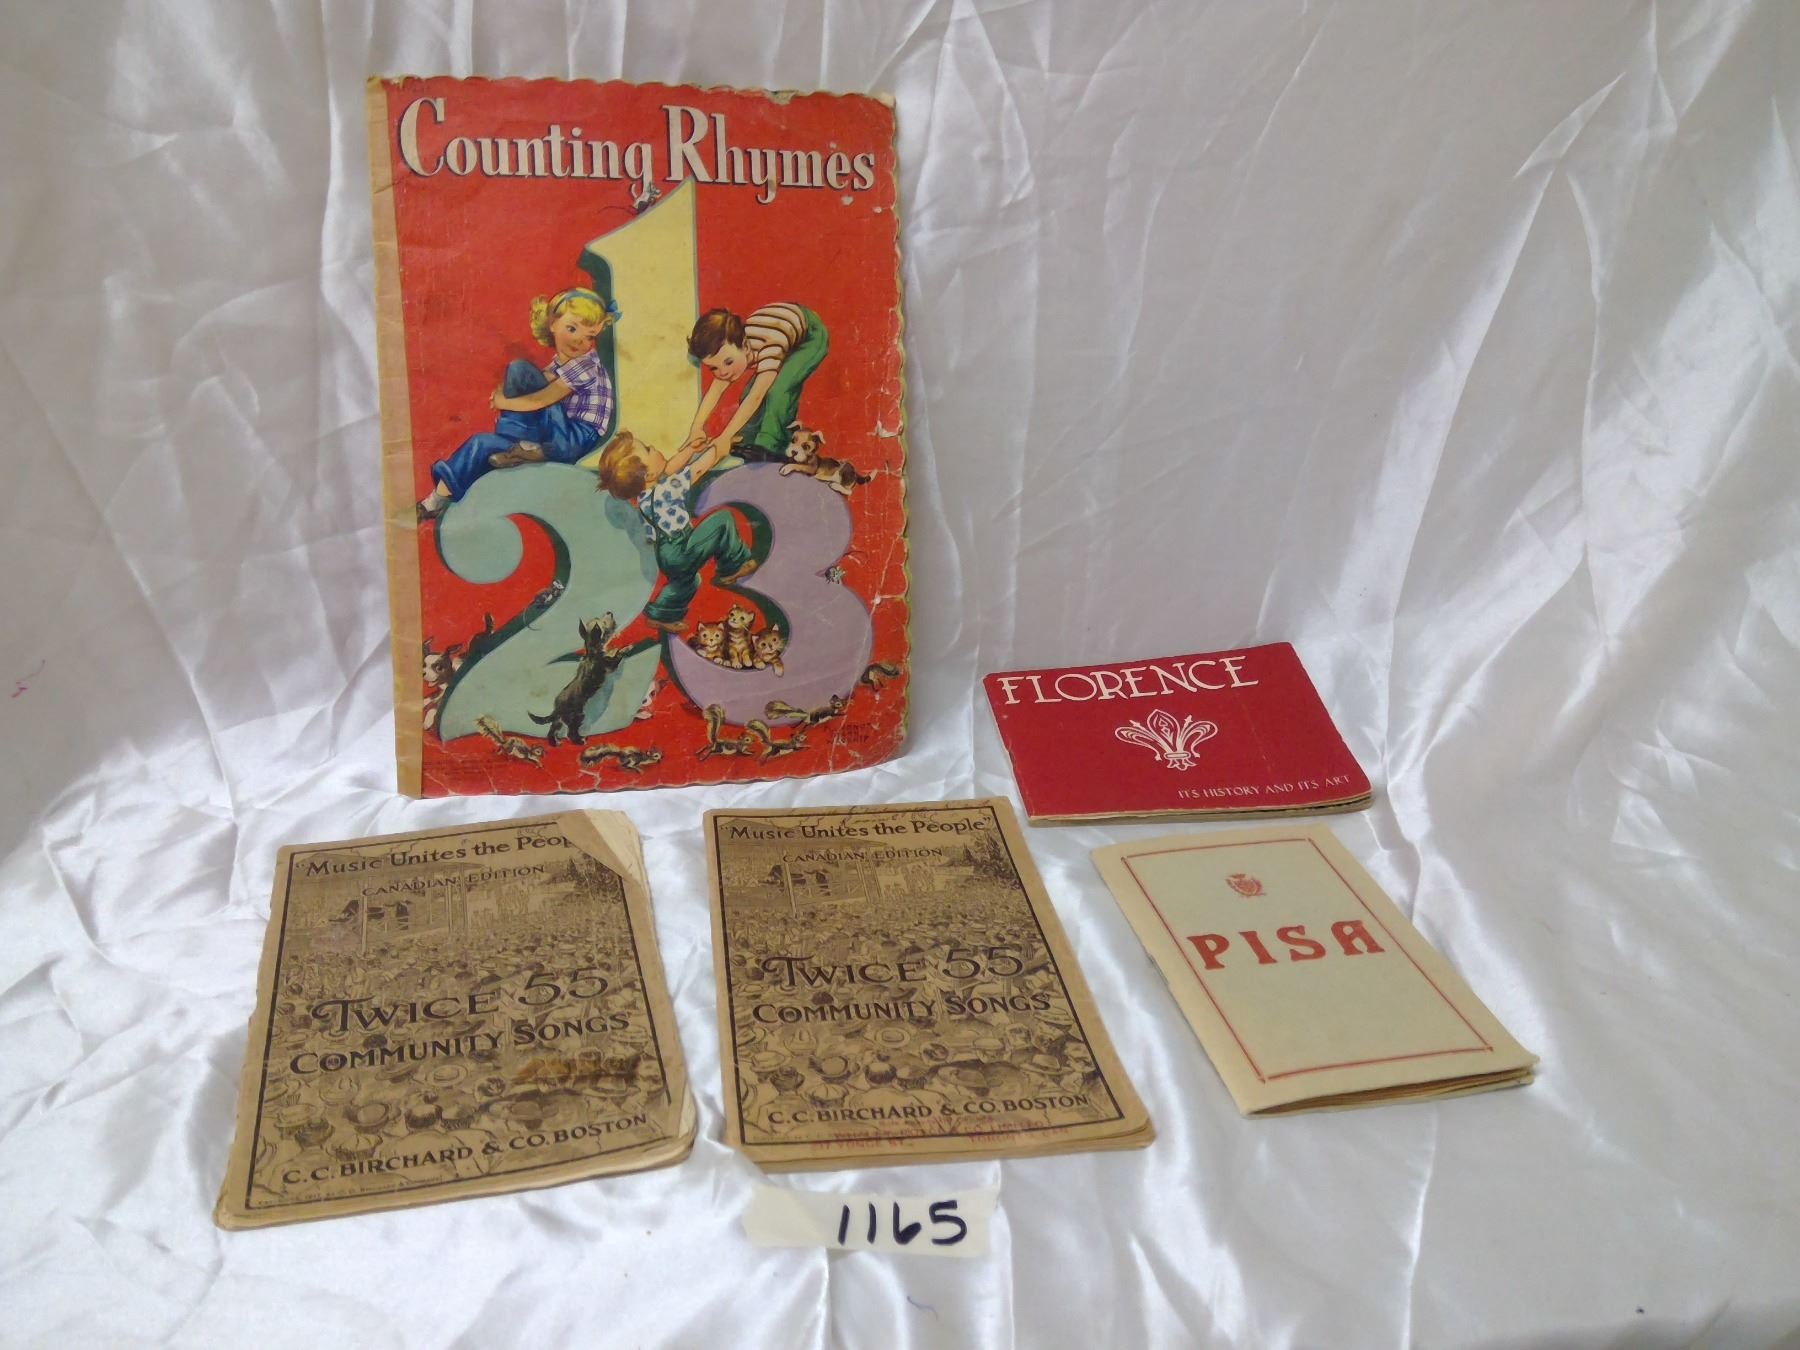 Counting Rhymes
1
2 3
FLORENCE
ITS HISTORY AND ITS ART
"MUSIC UNITES THE PEOP
CANADIAN EDITION
TWICE 55
COMMUNITY SONGS
C. C. BIRCHARD & CO. BOSTON
"MUSIC UNITES THE PEOPLE"
CANADIAN EDITION
TWICE 55
COMMUNITY SONGS
C. C. BIRCHARD & CO. BOSTON
PISA
1165